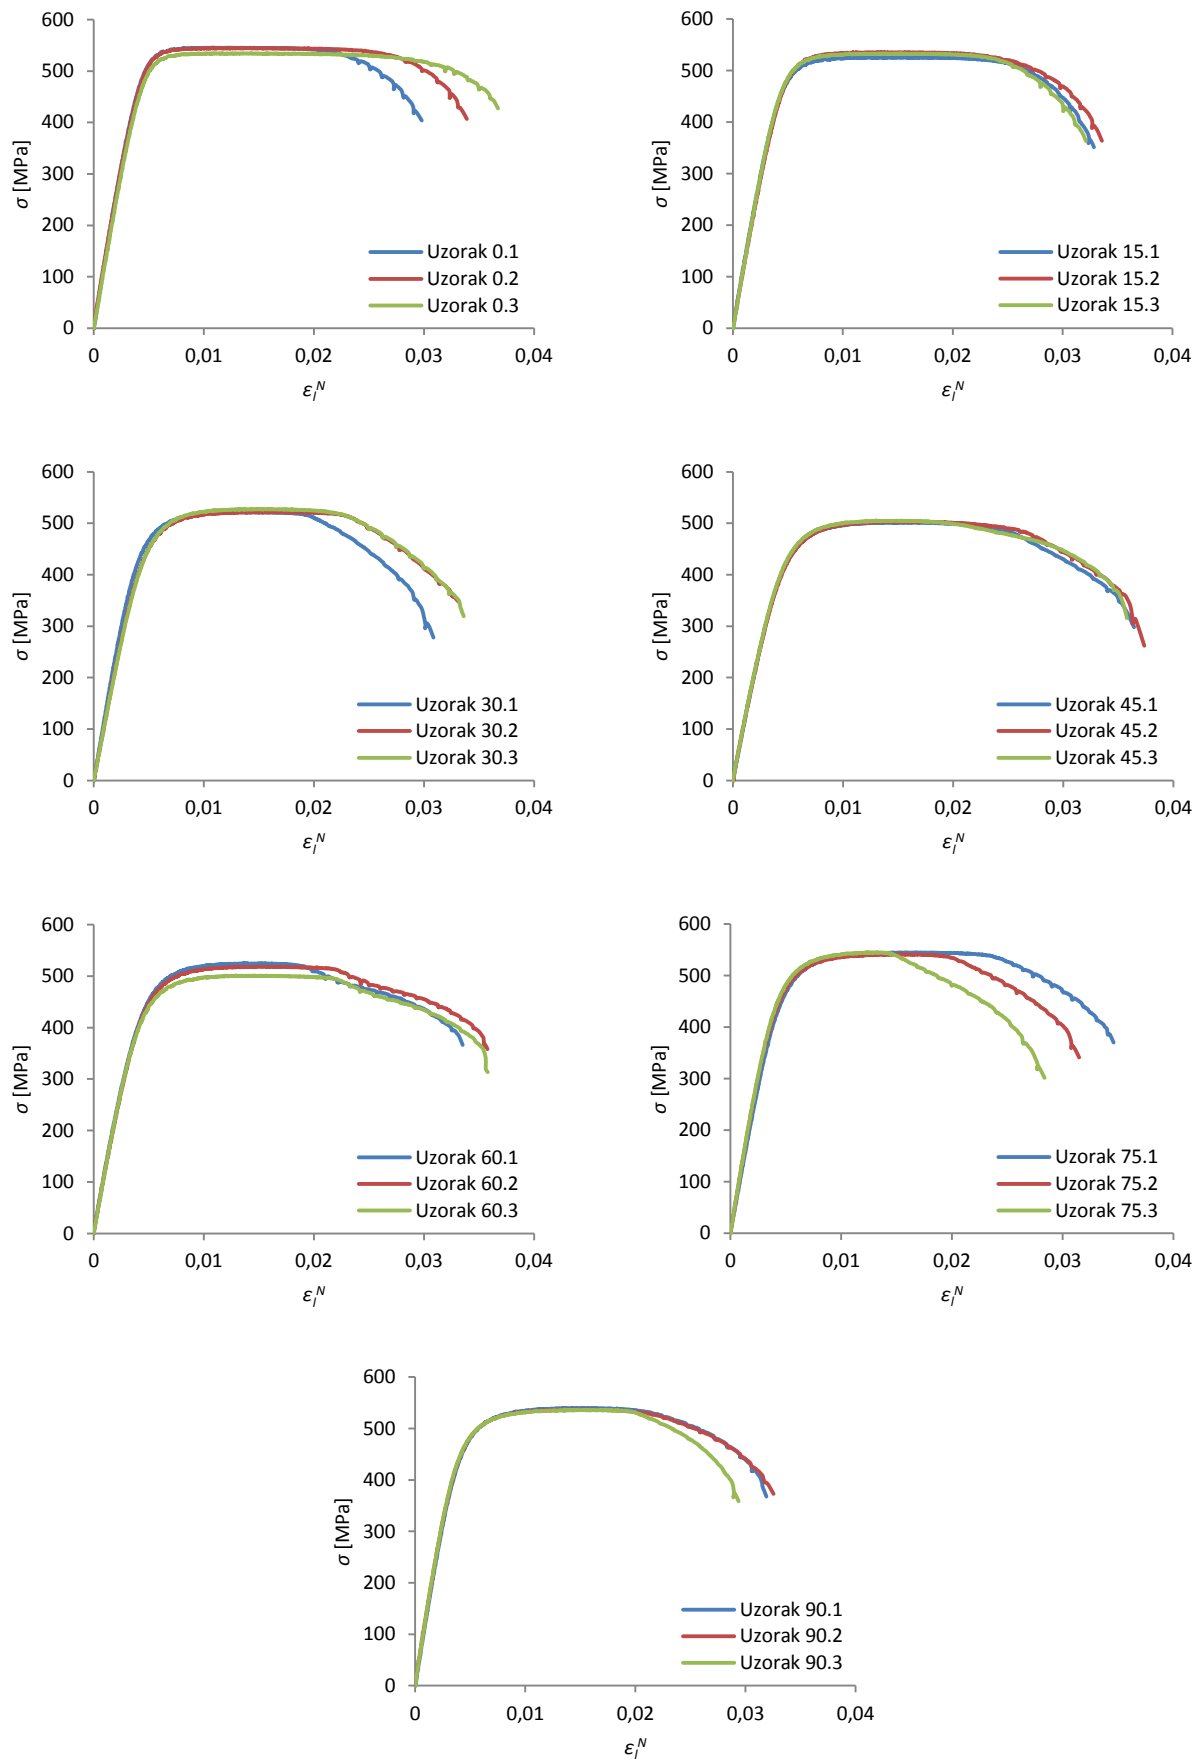 600
500
400
300
200
100
0
σ [MPa]
Uzorak 0.1
Uzorak 0.2
Uzorak 0.3
0 0,01 0,02 0,03 0,04
εlN
600
500
400
300
200
100
0
σ [MPa]
Uzorak 15.1
Uzorak 15.2
Uzorak 15.3
0 0,01 0,02 0,03 0,04
εlN
600
500
400
300
200
100
0
σ [MPa]
Uzorak 30.1
Uzorak 30.2
Uzorak 30.3
0 0,01 0,02 0,03 0,04
εlN
600
500
400
300
200
100
0
σ [MPa]
Uzorak 45.1
Uzorak 45.2
Uzorak 45.3
0 0,01 0,02 0,03 0,04
εlN
600
500
400
300
200
100
0
σ [MPa]
Uzorak 60.1
Uzorak 60.2
Uzorak 60.3
0 0,01 0,02 0,03 0,04
εlN
600
500
400
300
200
100
0
σ [MPa]
Uzorak 75.1
Uzorak 75.2
Uzorak 75.3
0 0,01 0,02 0,03 0,04
εlN
600
500
400
300
200
100
0
σ [MPa]
Uzorak 90.1
Uzorak 90.2
Uzorak 90.3
0 0,01 0,02 0,03 0,04
εlN